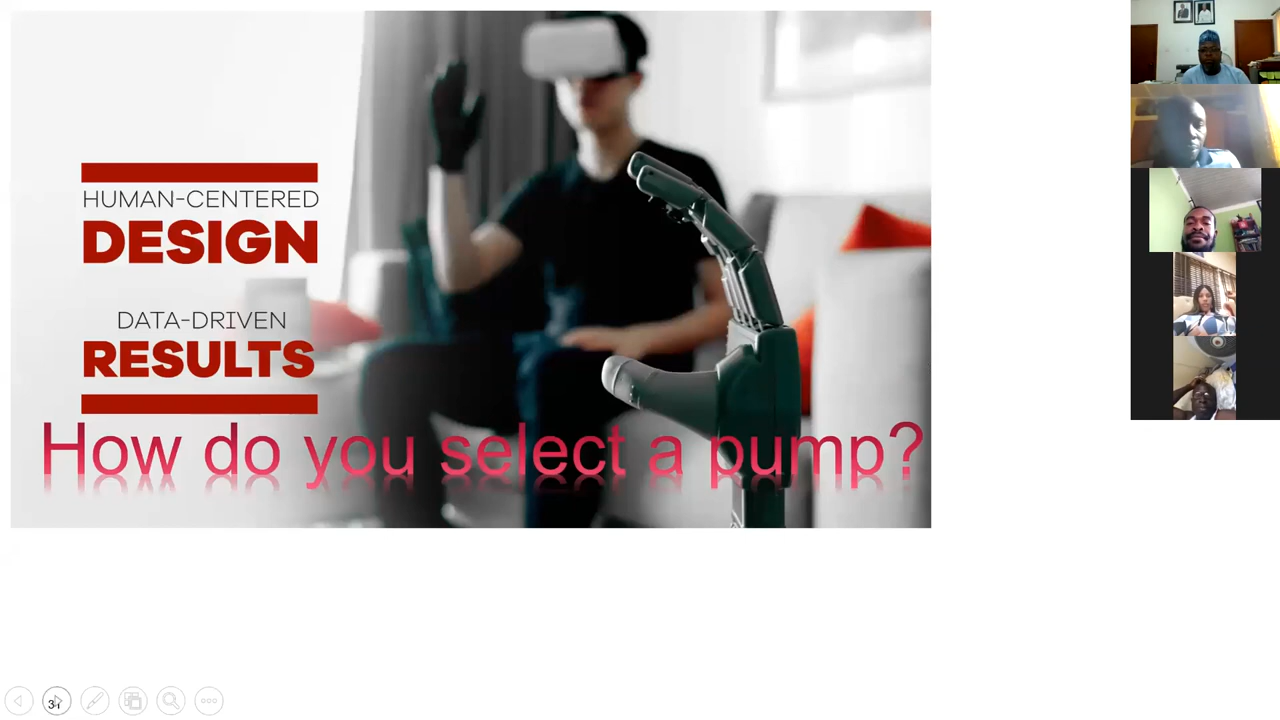 HUMAN-CENTERED
DESIGN
DATA-DRIVEN
RESULTS
How do you select a pump?